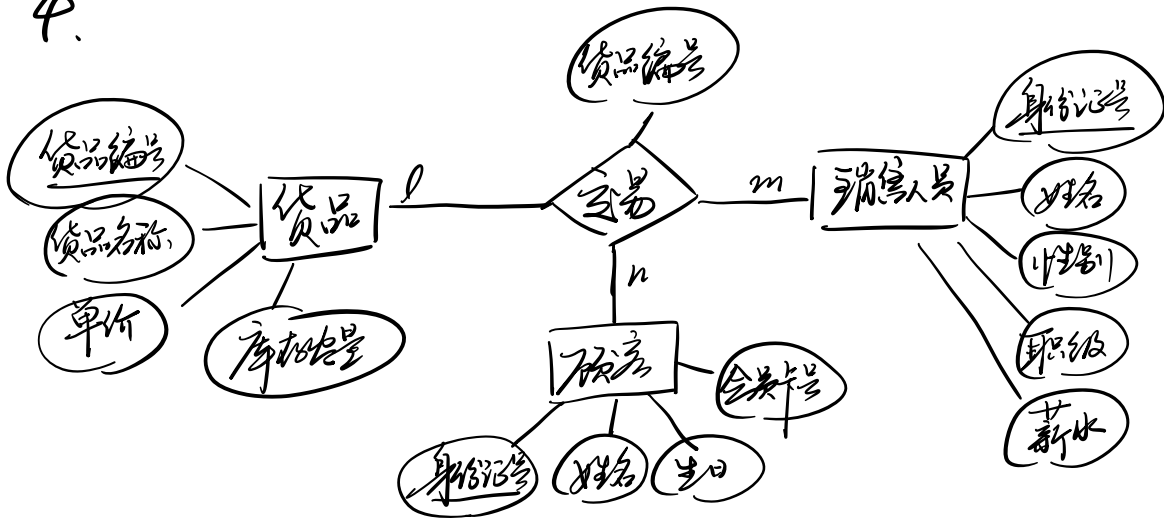 4.
货品编号
货品编号
货品名称
单价
库存容量
货品
l
交易
m
销售人员
身份证号
姓名
性别
职级
薪水
n
顾客
会员卡号
身份证号
姓名
生日